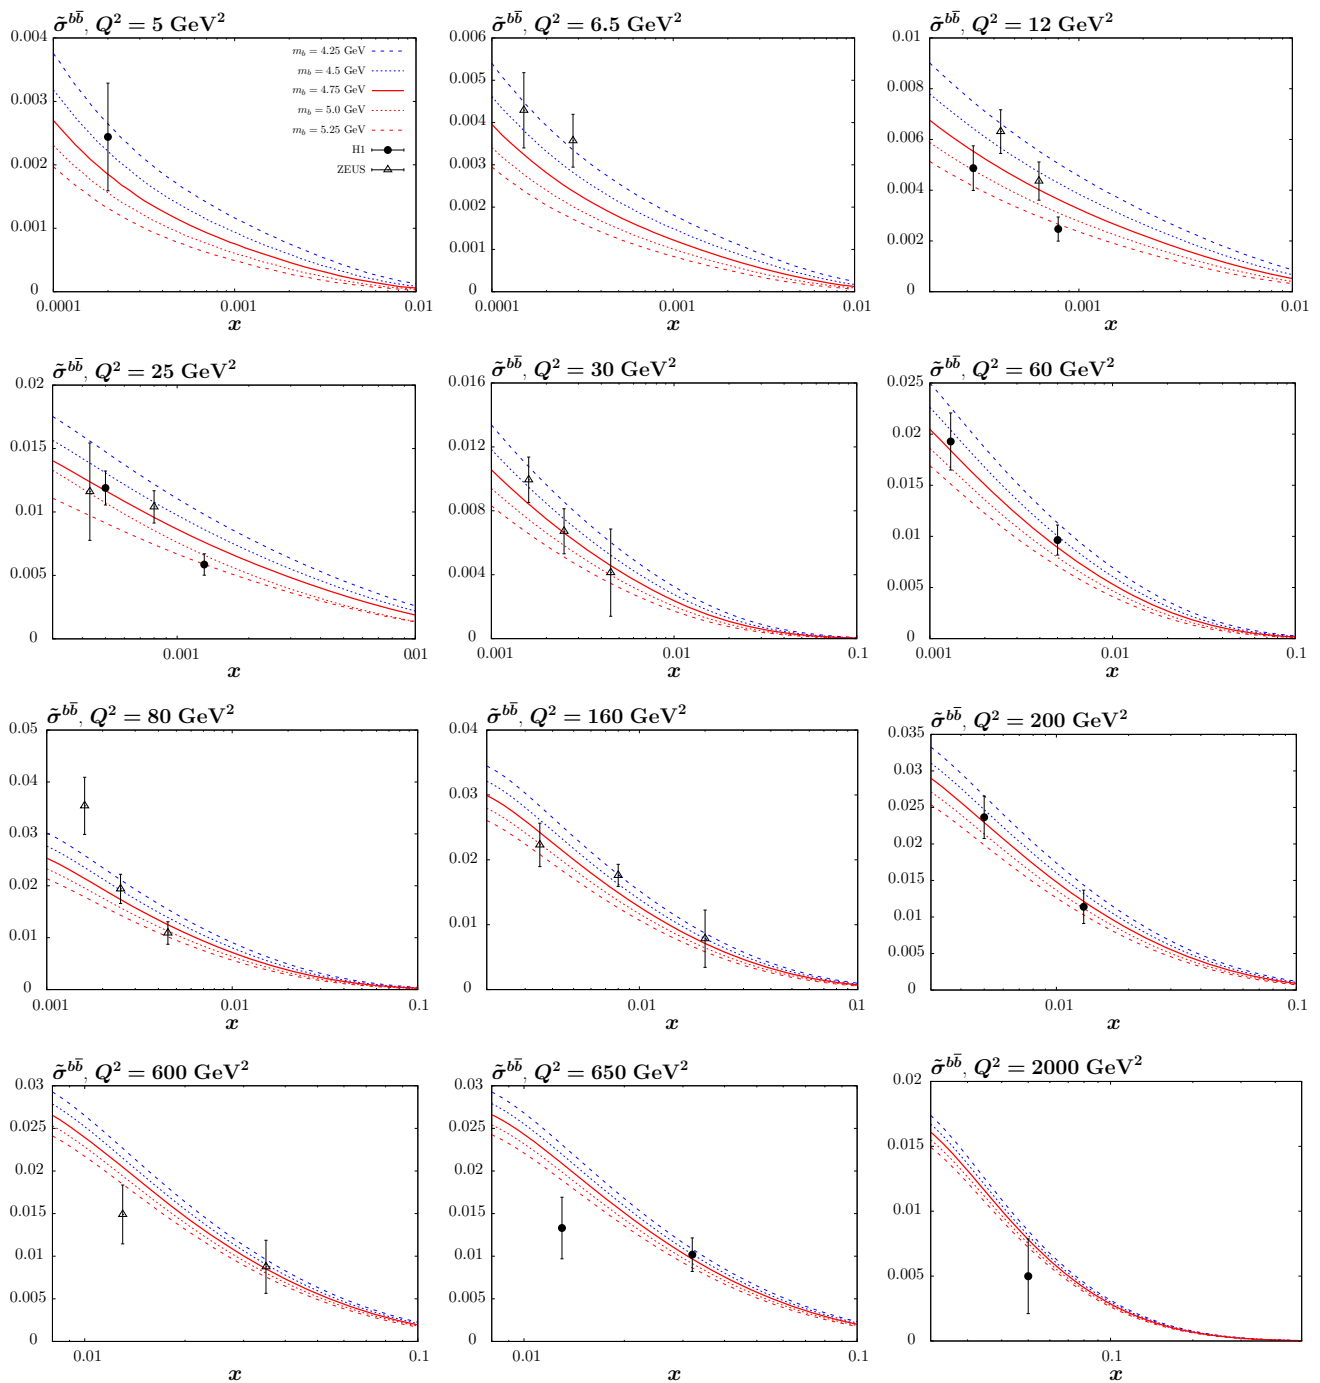 σ̃^{bb̅}, Q² = 5 GeV²
0.004
0.003
0.002
0.001
0
m_b = 4.25 GeV
m_b = 4.5 GeV
m_b = 4.75 GeV
m_b = 5.0 GeV
m_b = 5.25 GeV
H1
ZEUS
0.0001 0.001 0.01
x
σ̃^{bb̅}, Q² = 6.5 GeV²
0.006
0.005
0.004
0.003
0.002
0.001
0
0.0001 0.001 0.01
x
σ̃^{bb̅}, Q² = 12 GeV²
0.01
0.008
0.006
0.004
0.002
0
0.001 0.01
x
σ̃^{bb̅}, Q² = 25 GeV²
0.02
0.015
0.01
0.005
0
0.001 0.01
x
σ̃^{bb̅}, Q² = 30 GeV²
0.016
0.012
0.008
0.004
0
0.001 0.01 0.1
x
σ̃^{bb̅}, Q² = 60 GeV²
0.025
0.02
0.015
0.01
0.005
0
0.001 0.01 0.1
x
σ̃^{bb̅}, Q² = 80 GeV²
0.05
0.04
0.03
0.02
0.01
0
0.001 0.01 0.1
x
σ̃^{bb̅}, Q² = 160 GeV²
0.04
0.03
0.02
0.01
0
0.01 0.1
x
σ̃^{bb̅}, Q² = 200 GeV²
0.035
0.03
0.025
0.02
0.015
0.01
0.005
0
0.01 0.1
x
σ̃^{bb̅}, Q² = 600 GeV²
0.03
0.025
0.02
0.015
0.01
0.005
0
0.01 0.1
x
σ̃^{bb̅}, Q² = 650 GeV²
0.03
0.025
0.02
0.015
0.01
0.005
0
0.01 0.1
x
σ̃^{bb̅}, Q² = 2000 GeV²
0.02
0.015
0.01
0.005
0
0.1
x